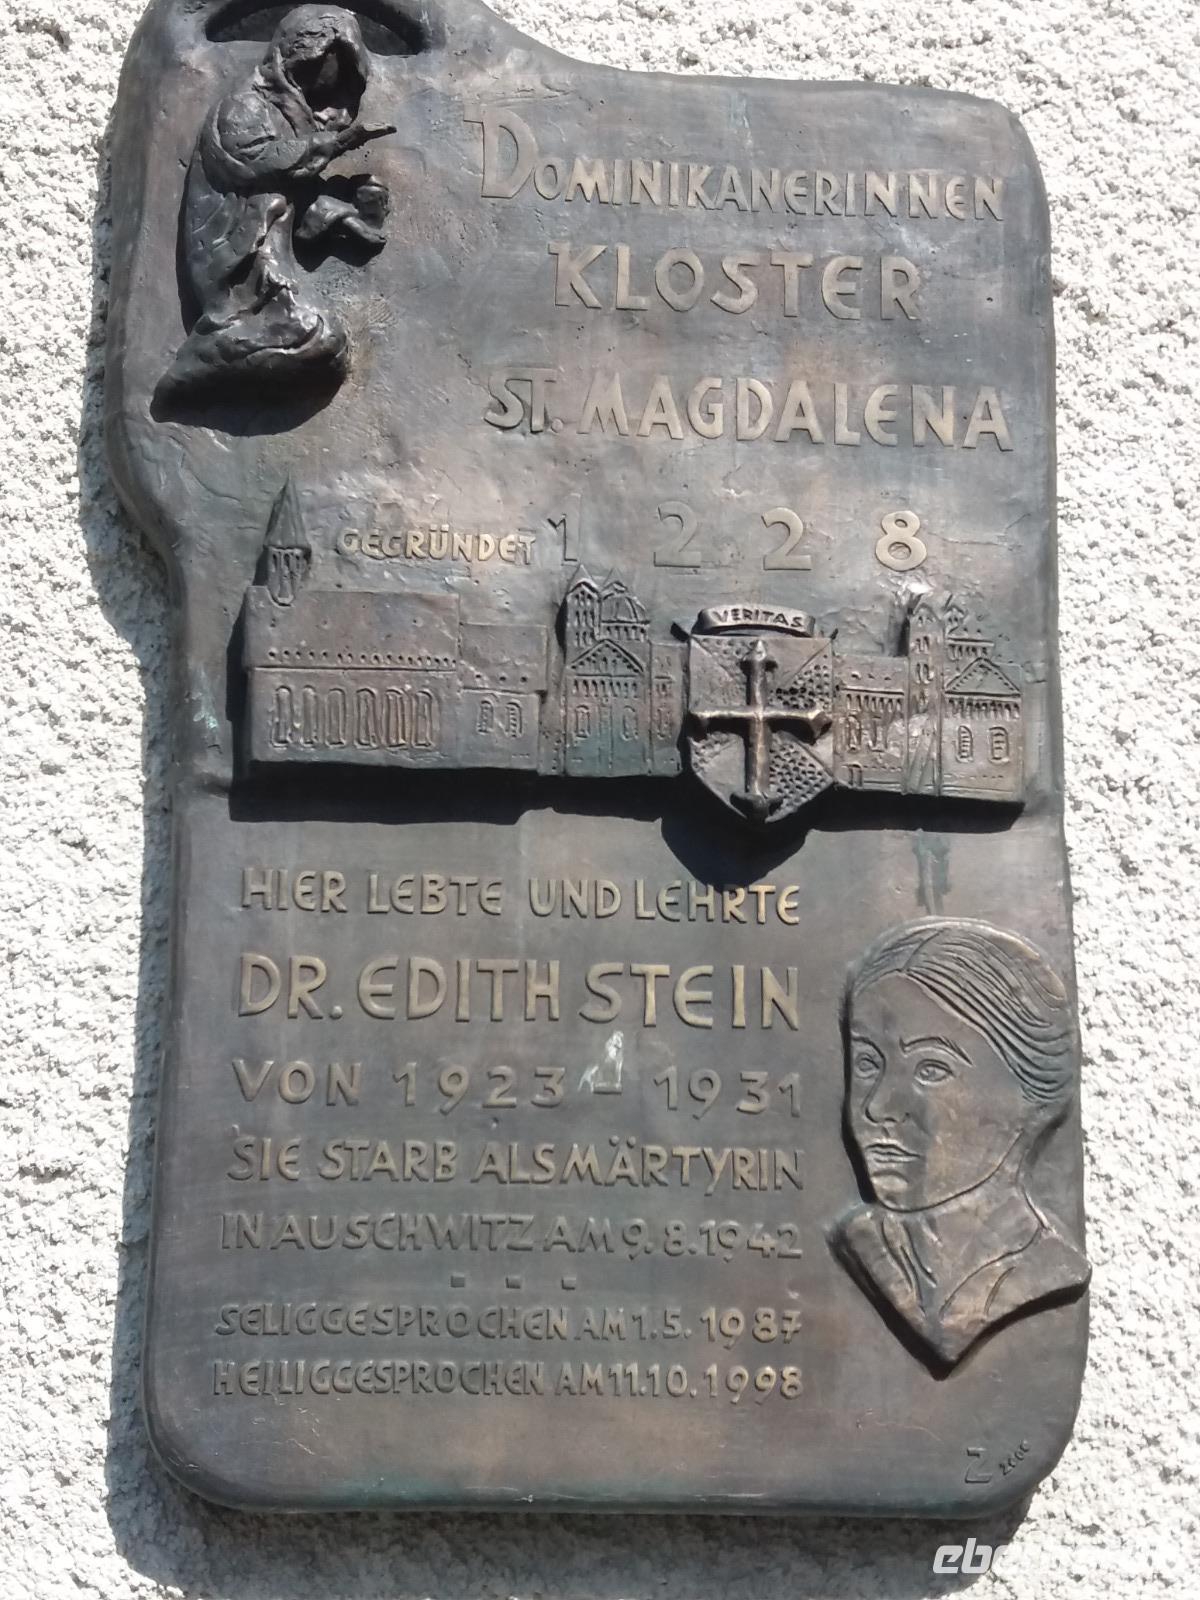 DOMINIKANERINNEN
KLOSTER
ST. MAGDALENA
GEGRÜNDET 1228
VERITAS
HIER LEBTE UND LEHRTE
DR. EDITH STEIN
VON 1923 - 1931
SIE STARB ALS MÄRTYRIN
IN AUSCHWITZ AM 9.8.1942
SELIGGESPROCHEN AM 1.5.1987
HEILIGGESPROCHEN AM 11.10.1998
Z 2000